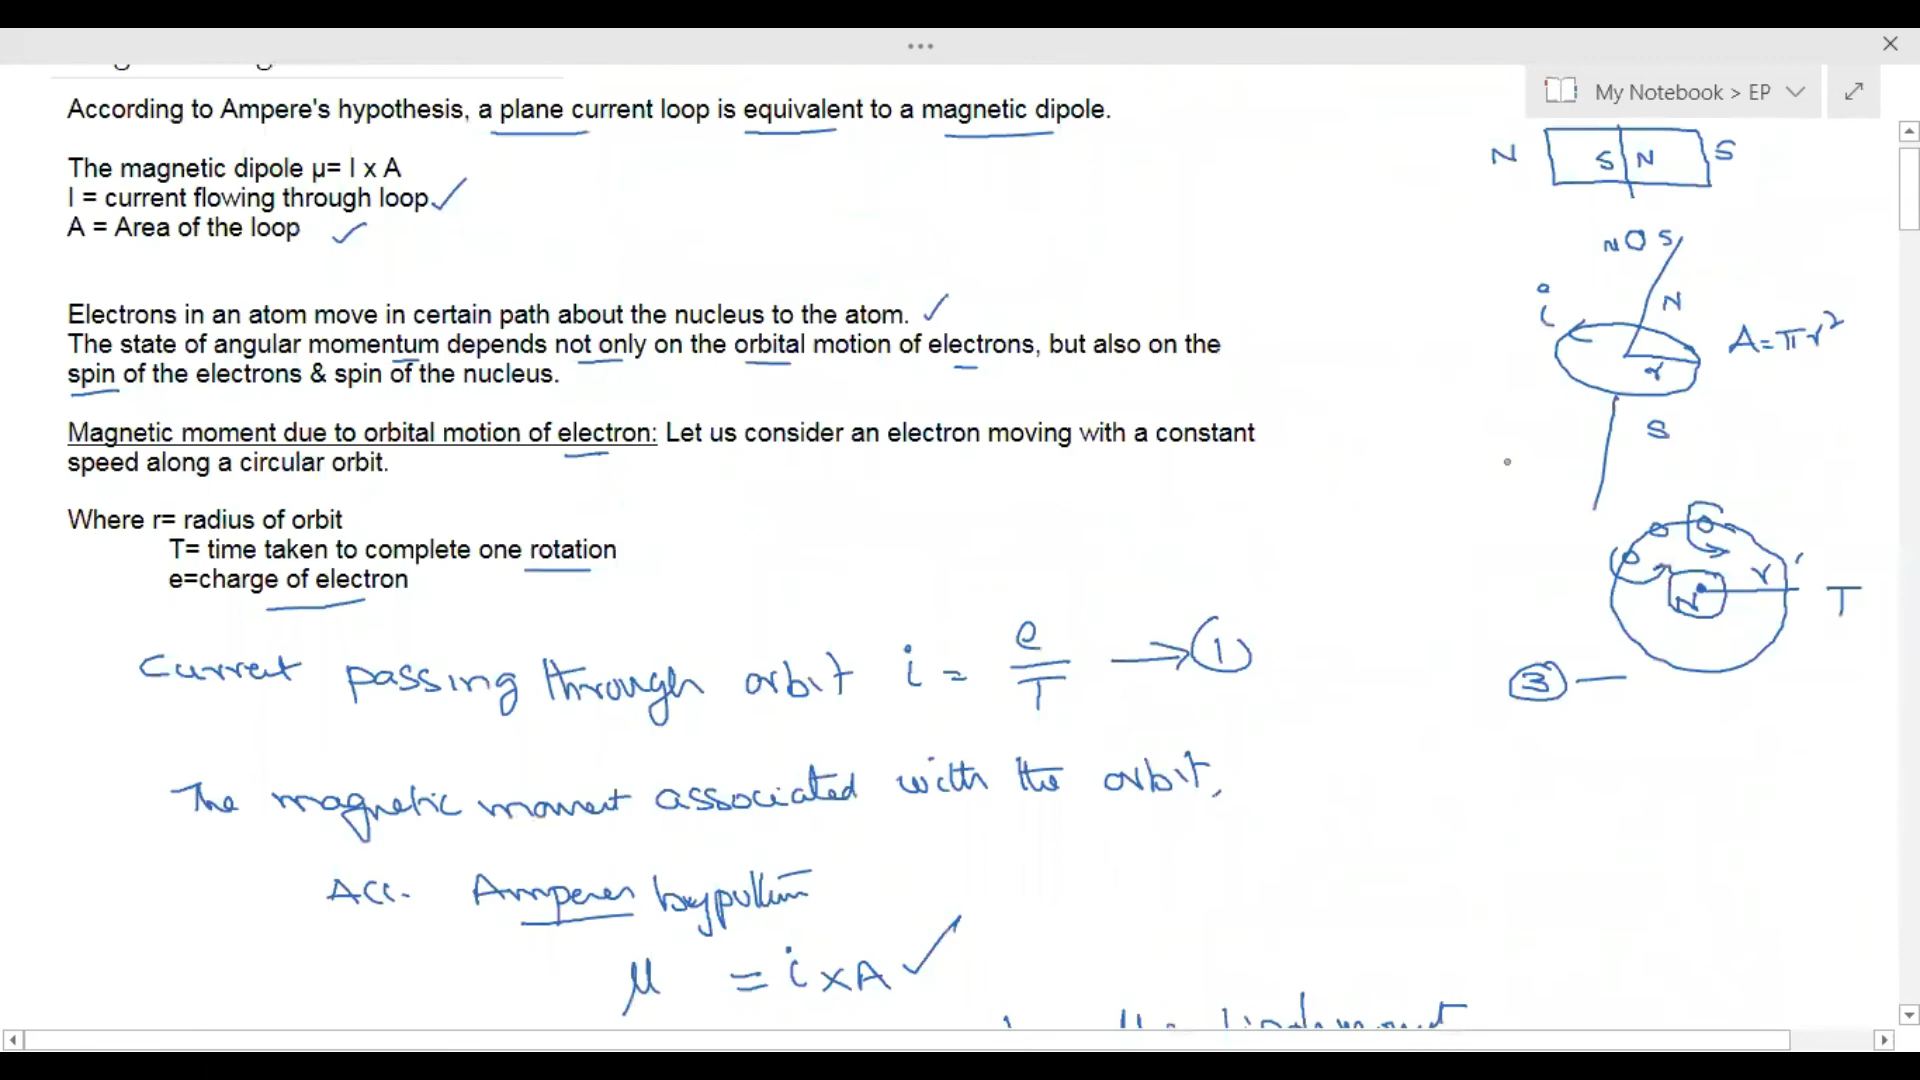 My Notebook > EP
According to Ampere's hypothesis, a plane current loop is equivalent to a magnetic dipole.
The magnetic dipole μ= I x A
I = current flowing through loop
A = Area of the loop
Electrons in an atom move in certain path about the nucleus to the atom.
The state of angular momentum depends not only on the orbital motion of electrons, but also on the
spin of the electrons & spin of the nucleus.
Magnetic moment due to orbital motion of electron: Let us consider an electron moving with a constant
speed along a circular orbit.
Where r= radius of orbit
T= time taken to complete one rotation
e=charge of electron
Current passing through orbit i = e/T → 1
The magnetic moment associated with the orbit,
Acc. Amperes
μ = i x A
N S N S
N S
i N
A = πr²
r
S
r
N T
3 —